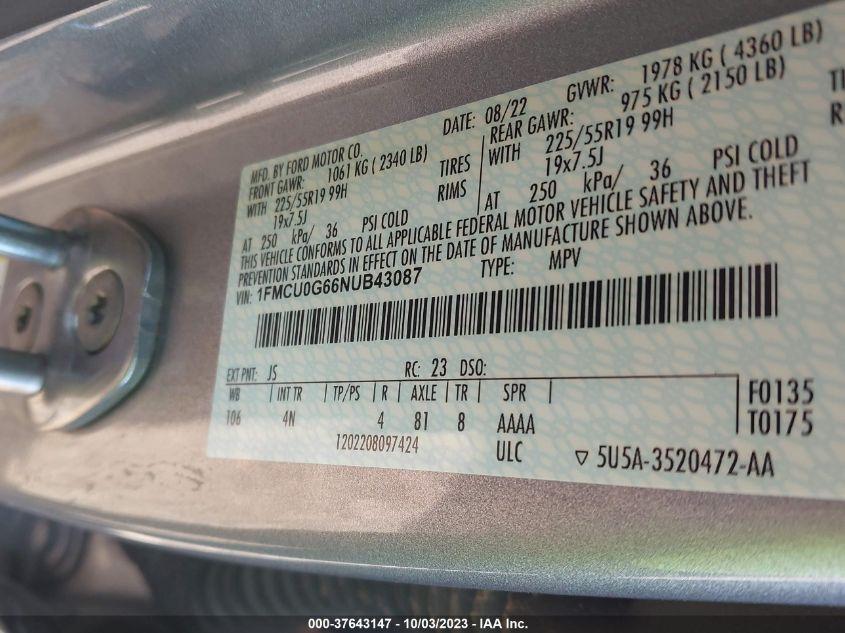 MFD. BY FORD MOTOR CO.
DATE: 08/22 GVWR: 1978 KG ( 4360 LB)
FRONT GAWR: 1061 KG ( 2340 LB) REAR GAWR: 975 KG ( 2150 LB)
WITH 225/55R19 99H TIRES WITH 225/55R19 99H
19x7.5J RIMS 19x7.5J
AT 250 kPa/ 36 PSI COLD AT 250 kPa/ 36 PSI COLD
THIS VEHICLE CONFORMS TO ALL APPLICABLE FEDERAL MOTOR VEHICLE SAFETY AND THEFT
PREVENTION STANDARDS IN EFFECT ON THE DATE OF MANUFACTURE SHOWN ABOVE.
VIN: 1FMCU0G66NUB43087 TYPE: MPV
EXT PNT: JS RC: 23 DSO:
WB | INT TR | TP/PS | R | AXLE | TR | SPR
106 4N 4 81 8 AAAA
F0135
T0175
1202208097424 ULC ▽ 5U5A-3520472-AA
000-37643147 - 10/03/2023 - IAA Inc.